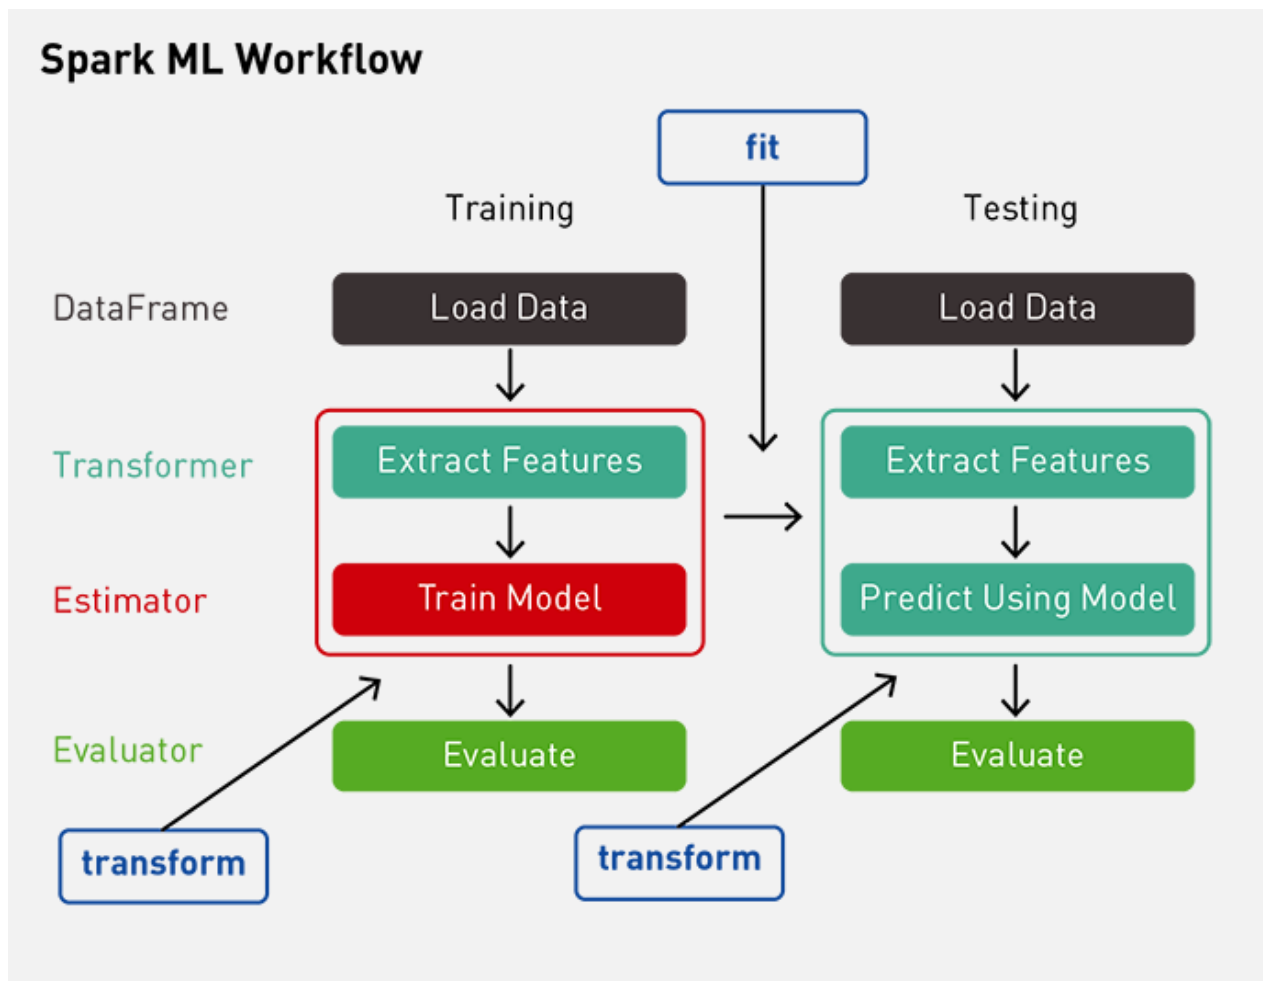 Spark ML Workflow
fit
Training
Testing
DataFrame
Load Data
Load Data
Transformer
Extract Features
Extract Features
Estimator
Train Model
Predict Using Model
Evaluator
Evaluate
Evaluate
transform
transform